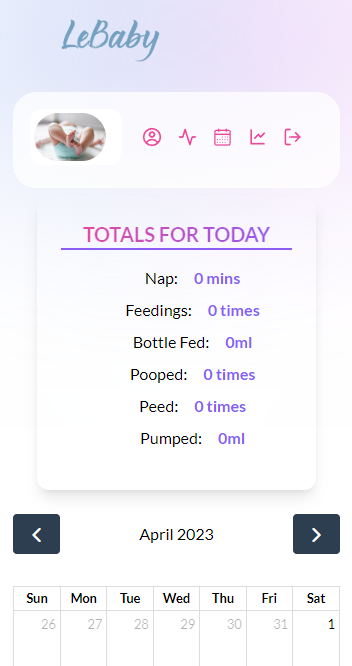 LeBaby
TOTALS FOR TODAY
Nap: 0 mins
Feedings: 0 times
Bottle Fed: 0ml
Pooped: 0 times
Peed: 0 times
Pumped: 0ml
April 2023
Sun Mon Tue Wed Thu Fri Sat
26 27 28 29 30 31 1